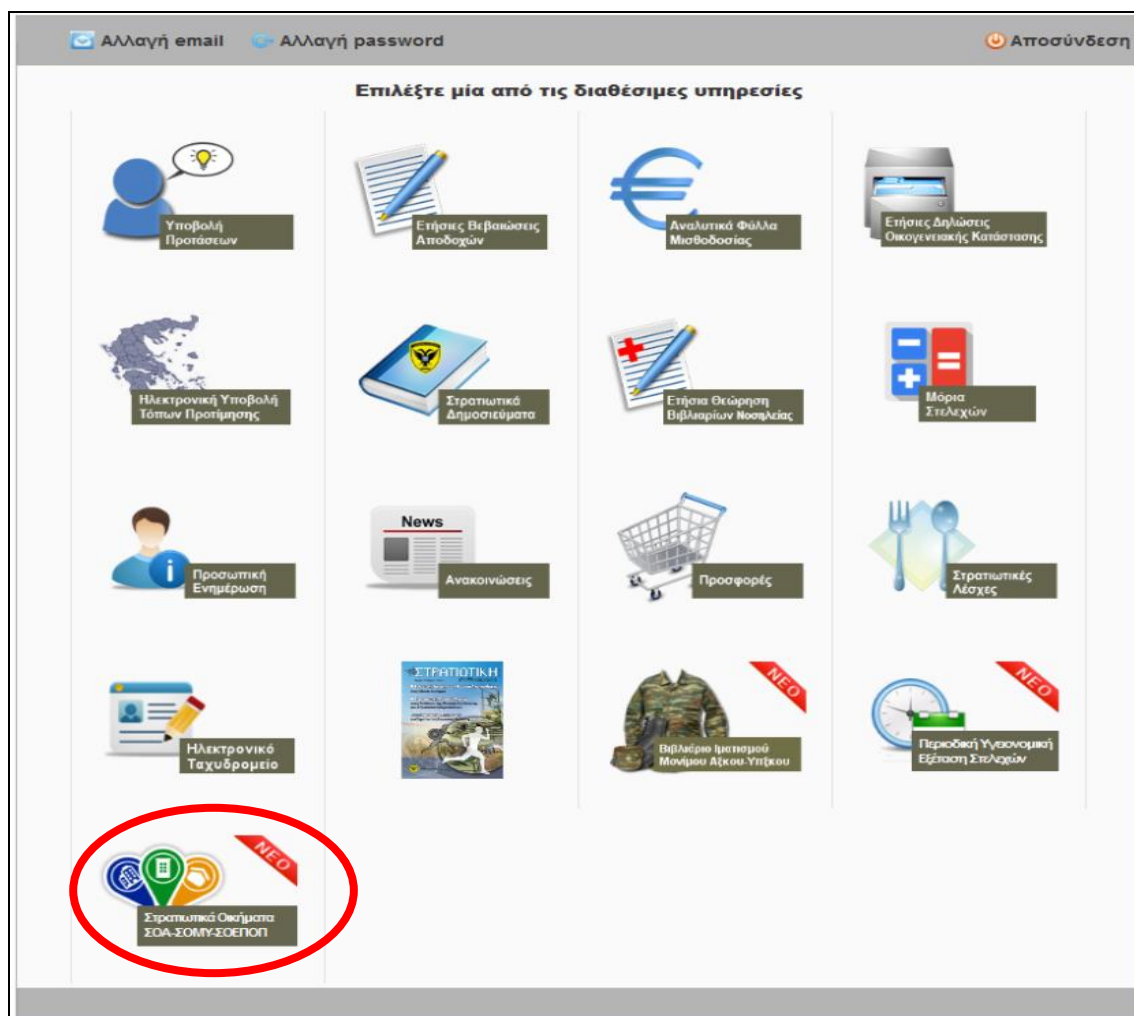 Αλλαγή email Αλλαγή password Αποσύνδεση
Επιλέξτε μία από τις διαθέσιμες υπηρεσίες
Υποβολή
Προτάσεων
Ετήσιες Βεβαιώσεις
Αποδοχών
Αναλυτικά Φύλλα
Μισθοδοσίας
Ετήσιες Δηλώσεις
Οικογενειακής Κατάστασης
Ηλεκτρονική Υποβολή
Τόπων Προτίμησης
Στρατιωτικά
Δημοσιεύματα
Ετήσια Θεώρηση
Βιβλιαρίων Νοσηλείας
Μόρια
Στελεχών
Προσωπική
Ενημέρωση
News
Ανακοινώσεις
Προσφορές
Στρατιωτικές
Λέσχες
Ηλεκτρονικό
Ταχυδρομείο
ΣΤΡΑΤΙΩΤΙΚΗ
ΝΕΟ
Βιβλιάριο Ιματισμού
Μονίμου Αξκου-Υπξκου
ΝΕΟ
Περιοδική Υγειονομική
Εξέταση Στελεχών
ΝΕΟ
Στρατιωτικά Οικήματα
ΣΟΑ-ΣΟΜΥ-ΣΟΕΠΟΠ